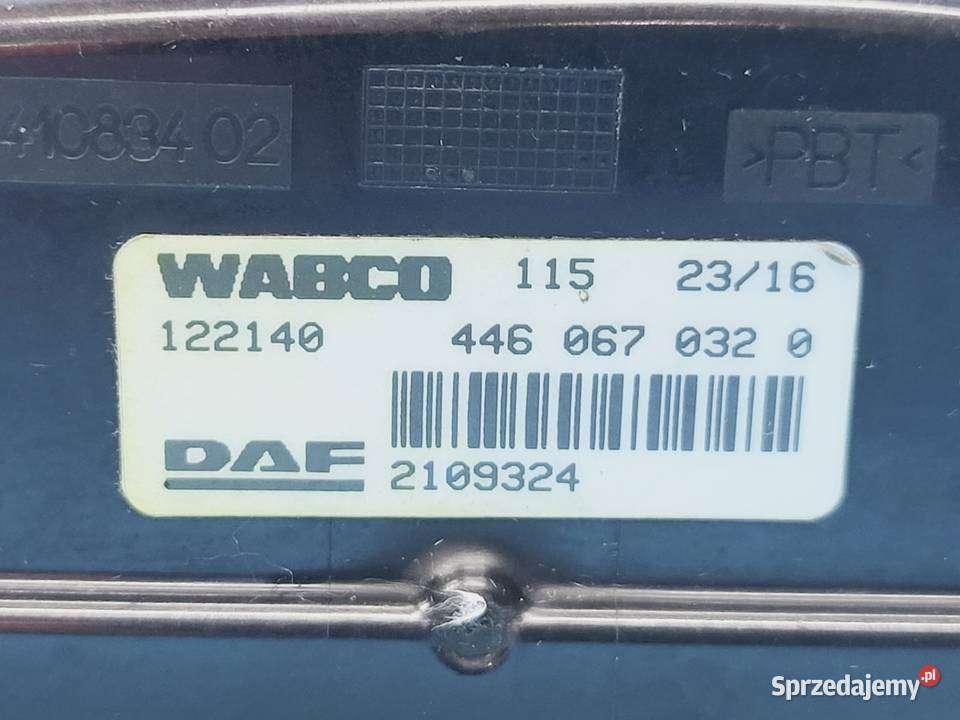 41083402
>PBT<
WABCO 115 23/16
122140 446 067 032 0
DAF
2109324
Sprzedajemy.pl